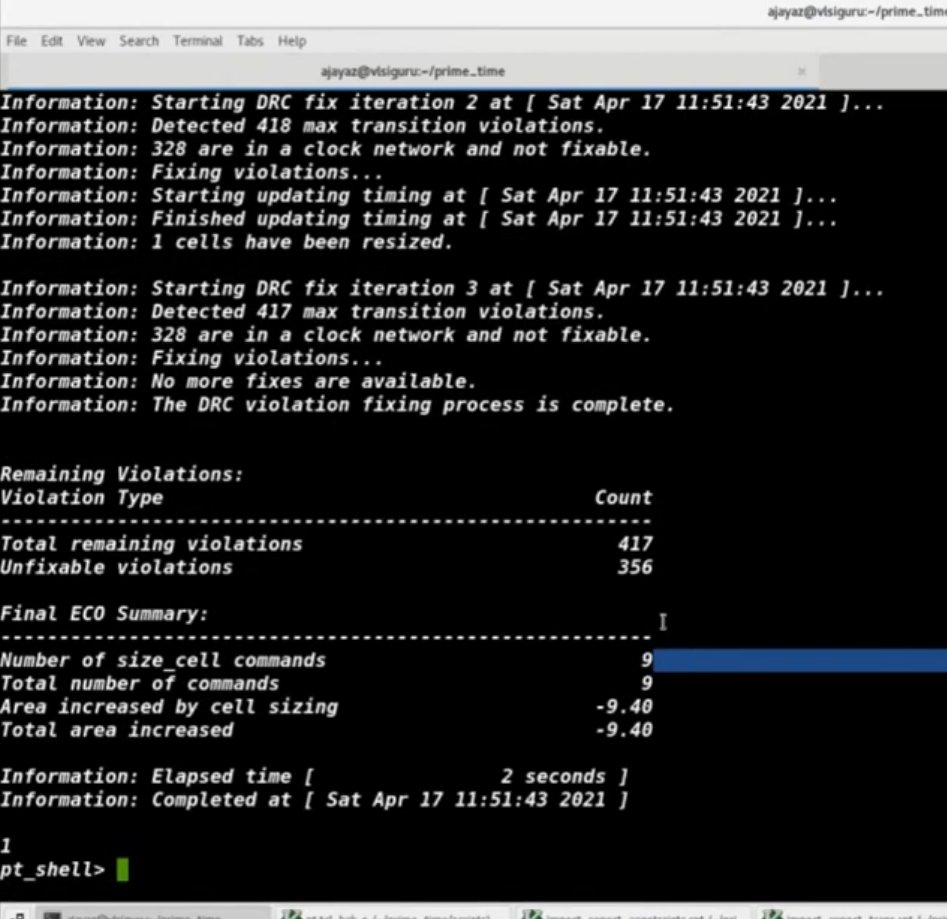 ajayaz@vlsiguru:~/prime_time
File Edit View Search Terminal Tabs Help
ajayaz@vlsiguru:~/prime_time ×
Information: Starting DRC fix iteration 2 at [ Sat Apr 17 11:51:43 2021 ]...
Information: Detected 418 max transition violations.
Information: 328 are in a clock network and not fixable.
Information: Fixing violations...
Information: Starting updating timing at [ Sat Apr 17 11:51:43 2021 ]...
Information: Finished updating timing at [ Sat Apr 17 11:51:43 2021 ]...
Information: 1 cells have been resized.
Information: Starting DRC fix iteration 3 at [ Sat Apr 17 11:51:43 2021 ]...
Information: Detected 417 max transition violations.
Information: 328 are in a clock network and not fixable.
Information: Fixing violations...
Information: No more fixes are available.
Information: The DRC violation fixing process is complete.
Remaining Violations:
Violation Type Count
--------------------------------------------------------
Total remaining violations 417
Unfixable violations 356
Final ECO Summary:
--------------------------------------------------------
Number of size_cell commands 9
Total number of commands 9
Area increased by cell sizing -9.40
Total area increased -9.40
Information: Elapsed time [ 2 seconds ]
Information: Completed at [ Sat Apr 17 11:51:43 2021 ]
1
pt_shell>